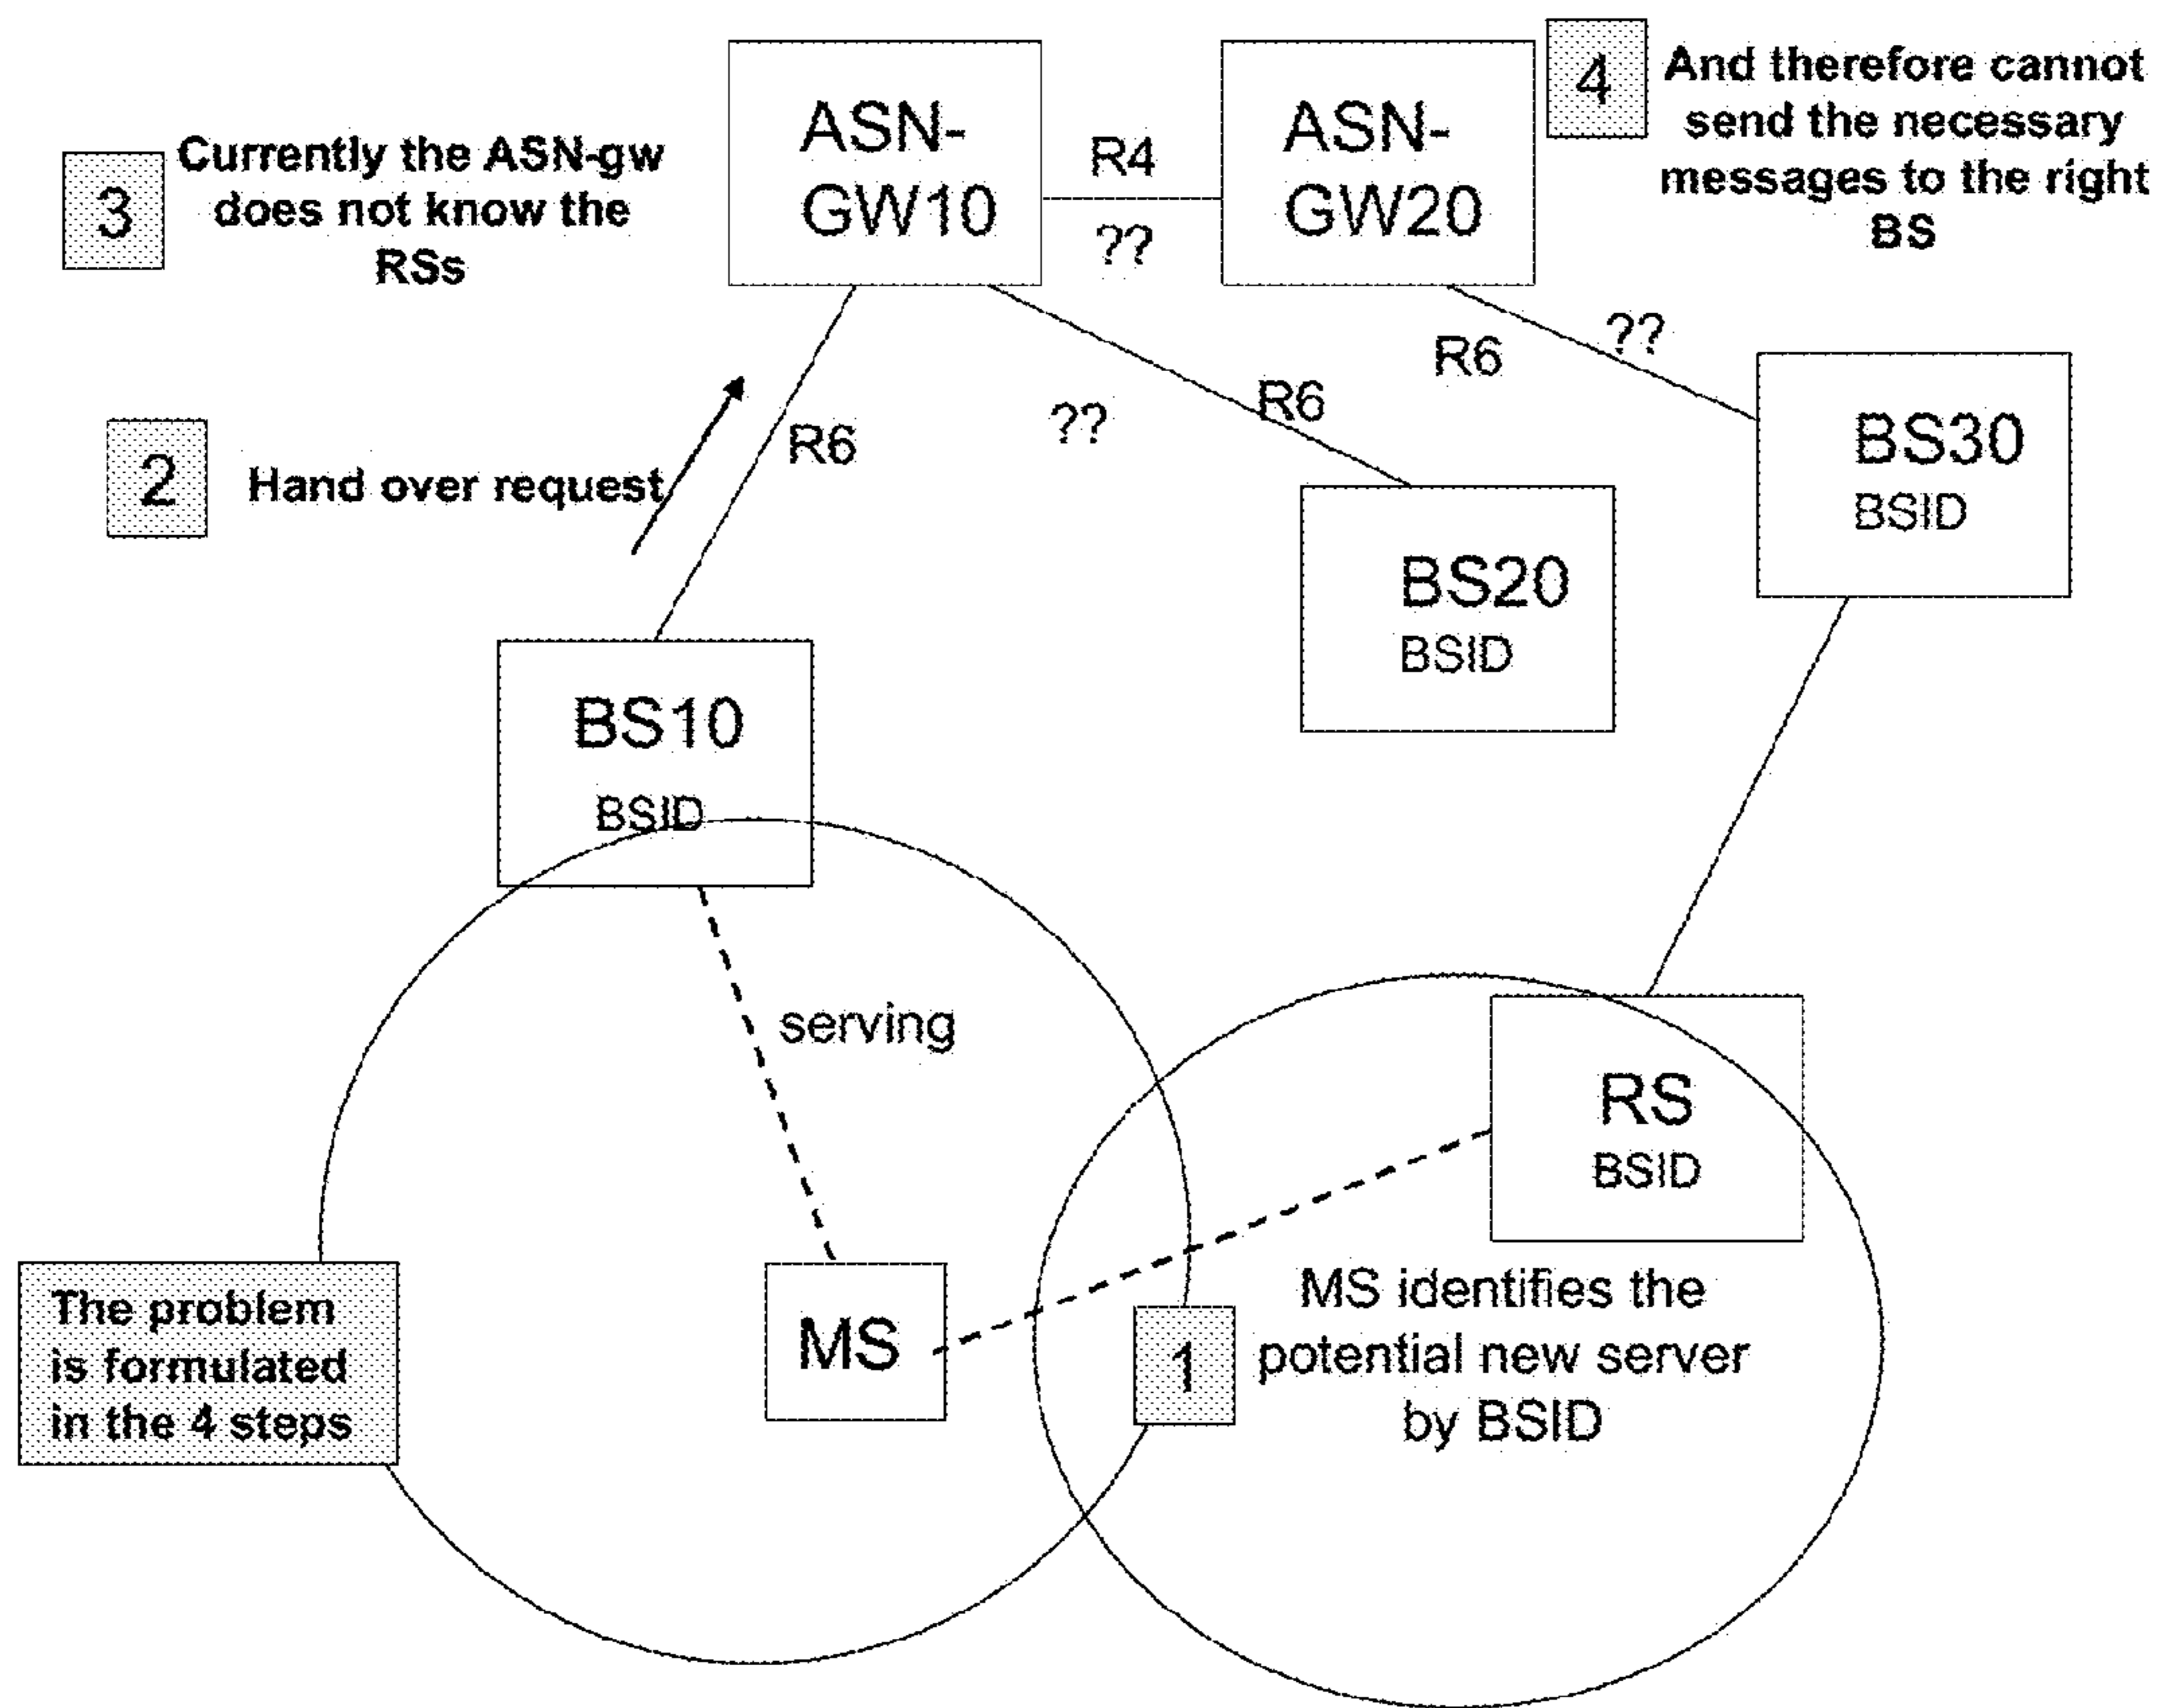 ASN-
GW10
R4
??
ASN-
GW20
4
And therefore cannot
send the necessary
messages to the right
BS
3
Currently the ASN-gw
does not know the
RSs
2
Hand over request
R6
??
R6
R6
??
BS30
BSID
BS20
BSID
BS10
BSID
serving
RS
BSID
The problem
is formulated
in the 4 steps
MS
1
MS identifies the
potential new server
by BSID